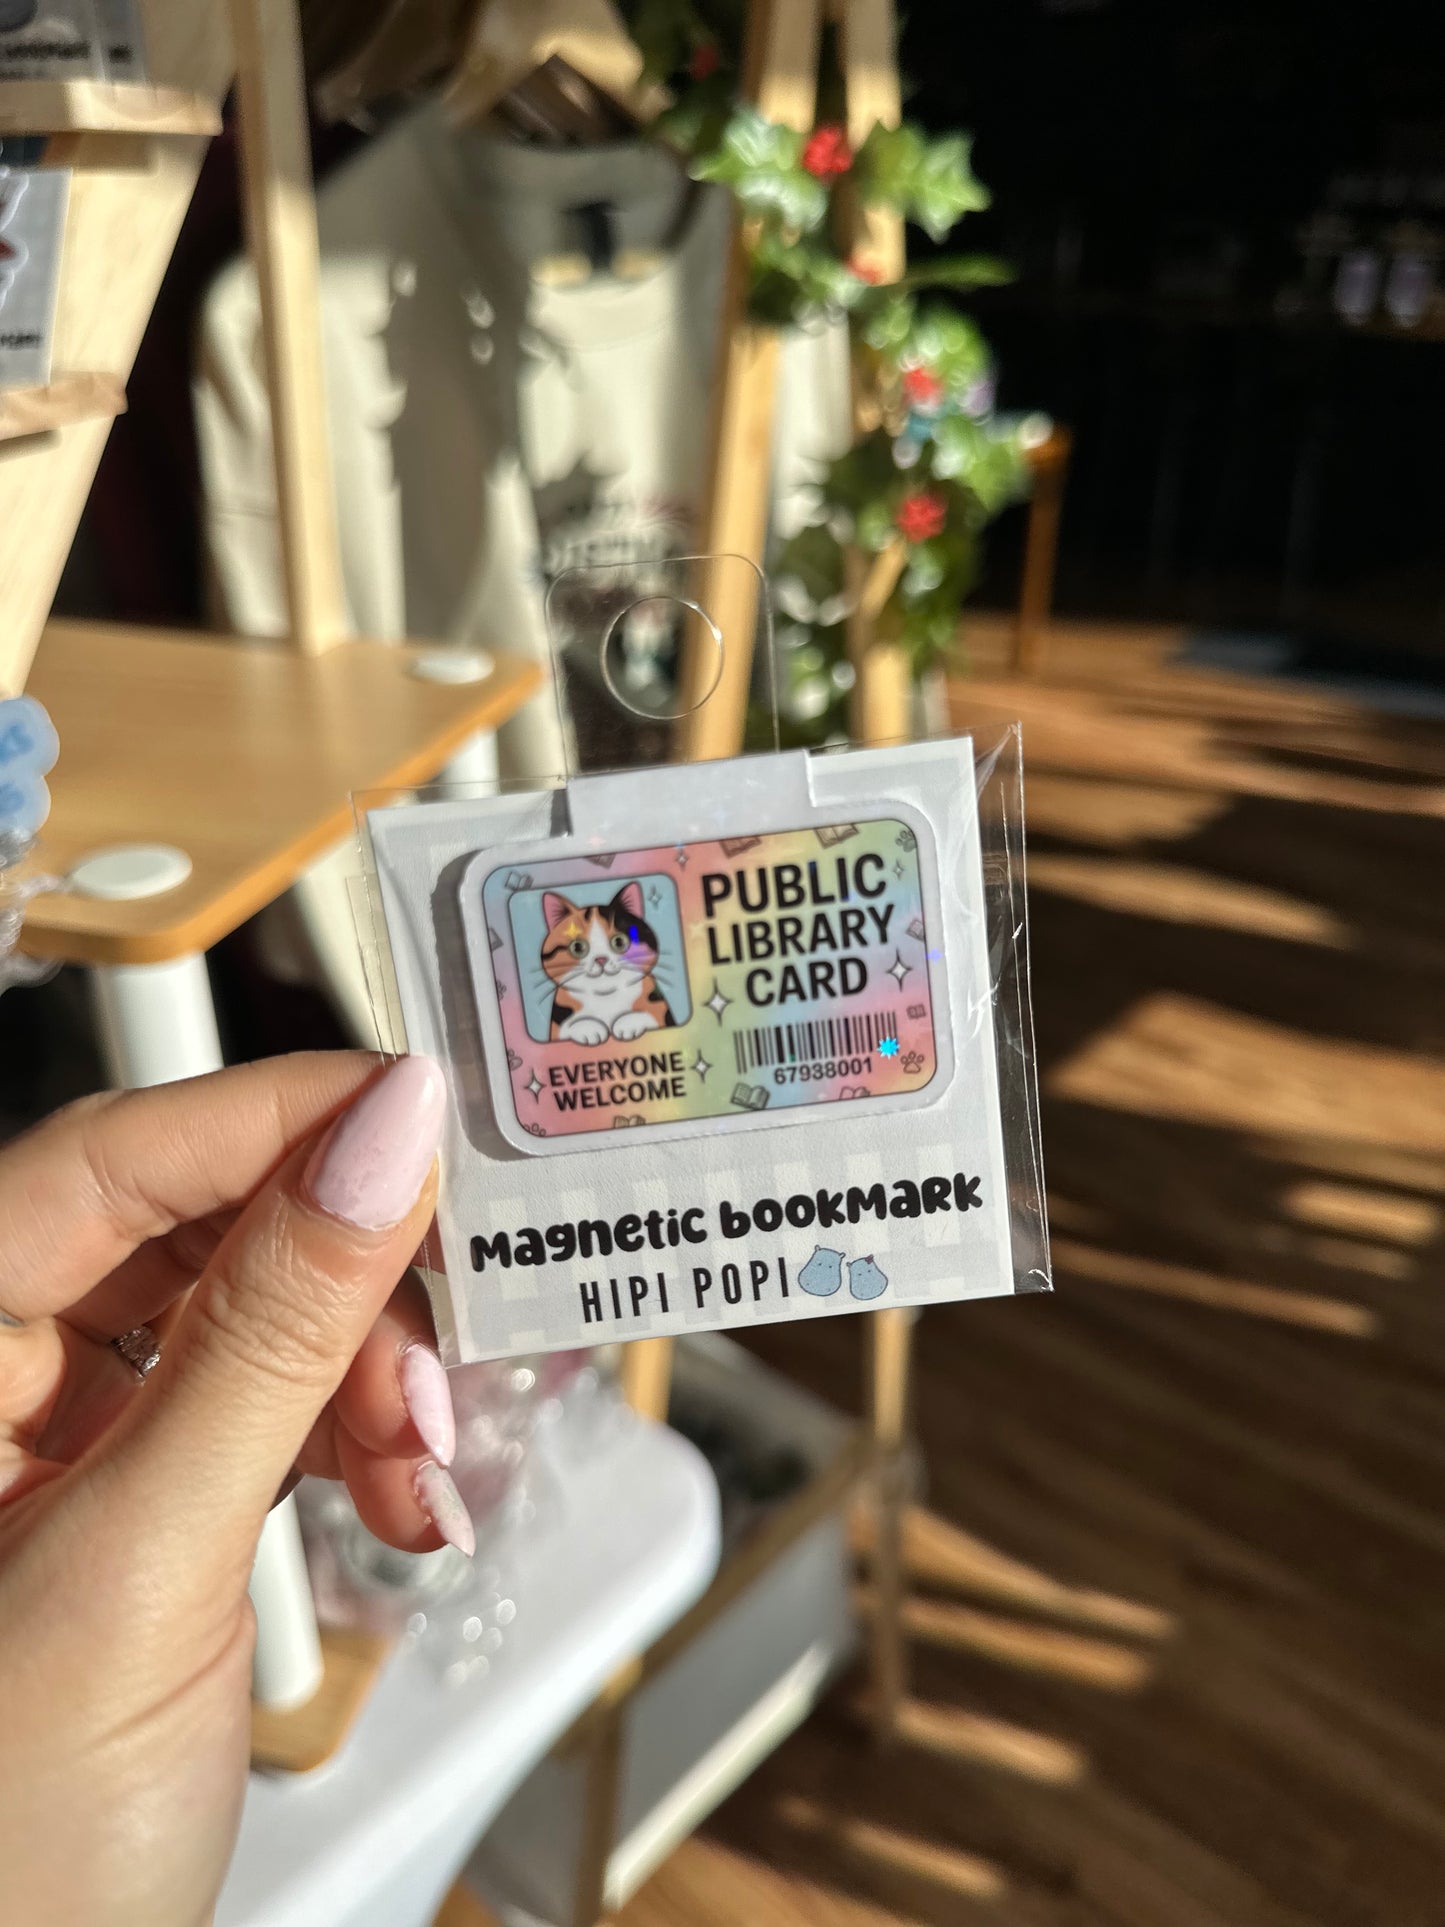 PUBLIC
LIBRARY
CARD
67938001
EVERYONE
WELCOME
Magnetic bookmark
HIPI POPI